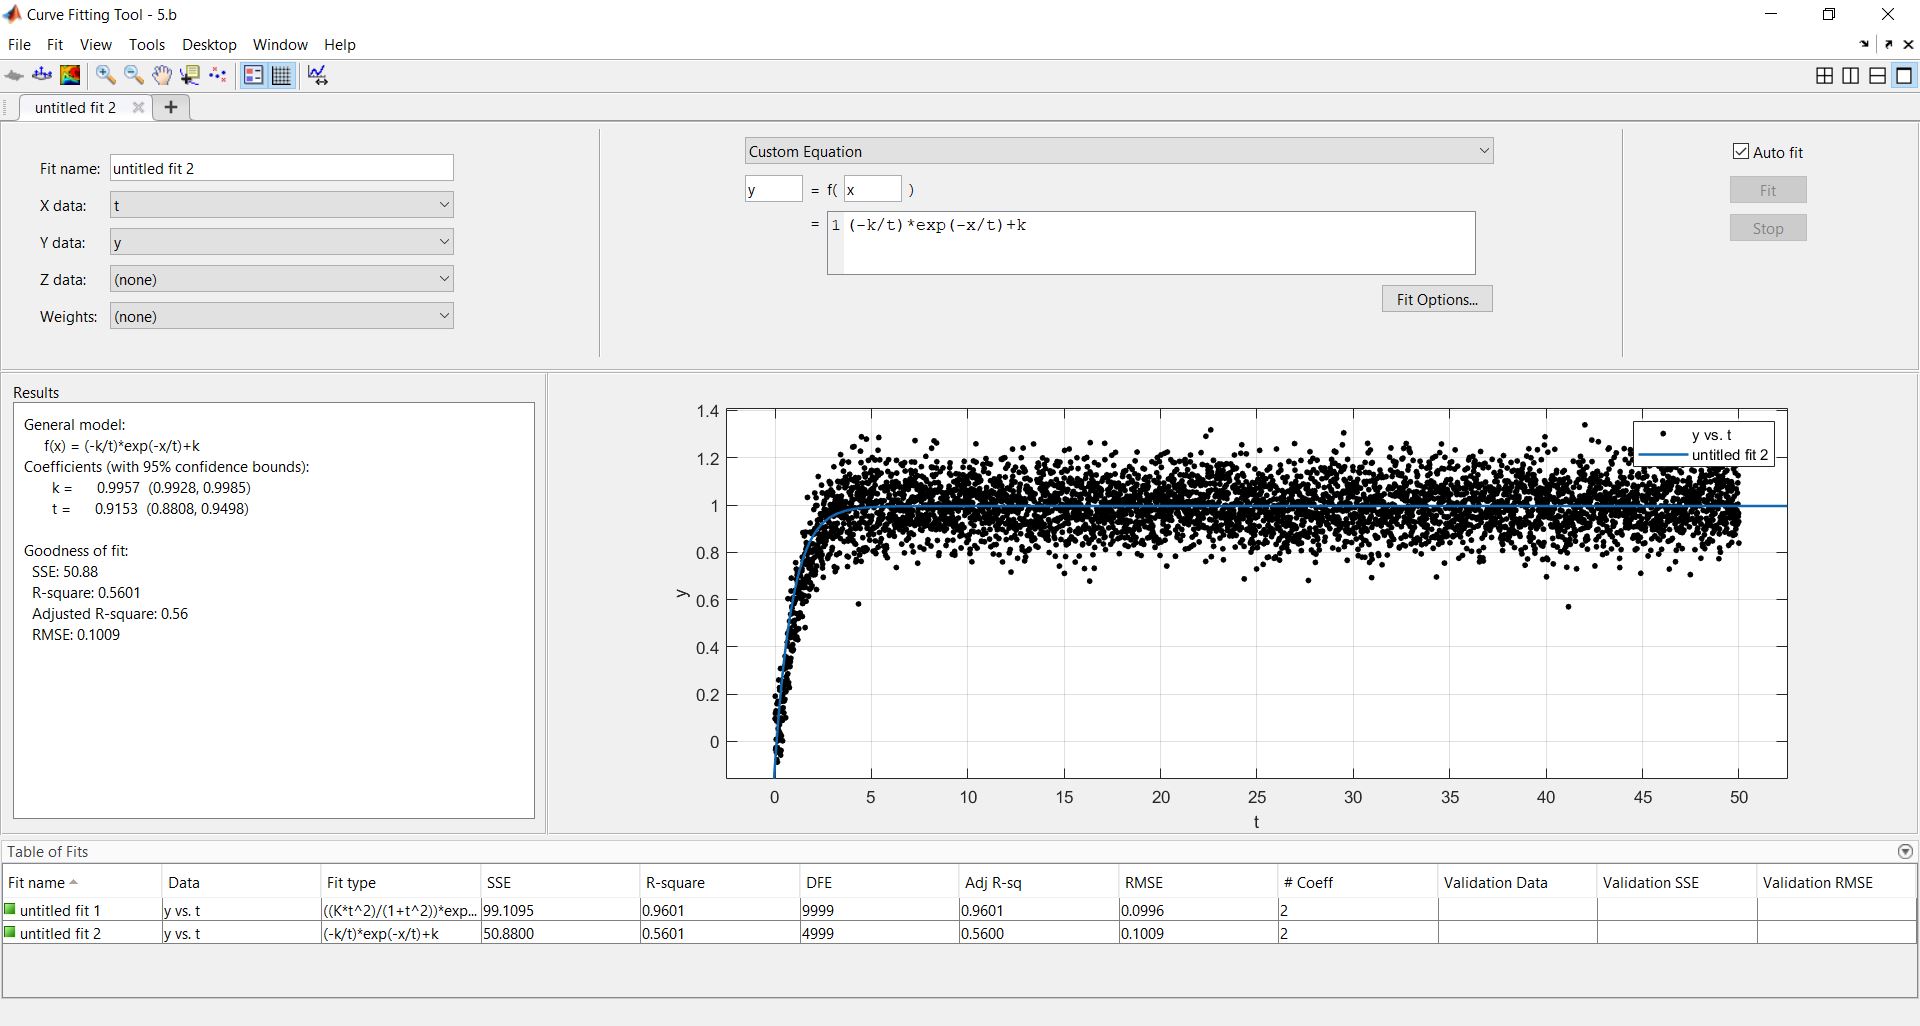 Curve Fitting Tool - 5.b
File Fit View Tools Desktop Window Help
untitled fit 2
Fit name: untitled fit 2
X data: t
Y data: y
Z data: (none)
Weights: (none)
Custom Equation
y = f( x )
= 1 (-k/t)*exp(-x/t)+k
Fit Options...
Auto fit
Fit
Stop
Results
General model:
f(x) = (-k/t)*exp(-x/t)+k
Coefficients (with 95% confidence bounds):
k = 0.9957 (0.9928, 0.9985)
t = 0.9153 (0.8808, 0.9498)
Goodness of fit:
SSE: 50.88
R-square: 0.5601
Adjusted R-square: 0.56
RMSE: 0.1009
1.4
1.2
1
0.8
0.6
0.4
0.2
0
y
y vs. t
untitled fit 2
0 5 10 15 20 25 30 35 40 45 50
t
Table of Fits
Fit name Data Fit type SSE R-square DFE Adj R-sq RMSE # Coeff Validation Data Validation SSE Validation RMSE
untitled fit 1 y vs. t ((K*t^2)/(1+t^2))*exp... 99.1095 0.9601 9999 0.9601 0.0996 2
untitled fit 2 y vs. t (-k/t)*exp(-x/t)+k 50.8800 0.5601 4999 0.5600 0.1009 2